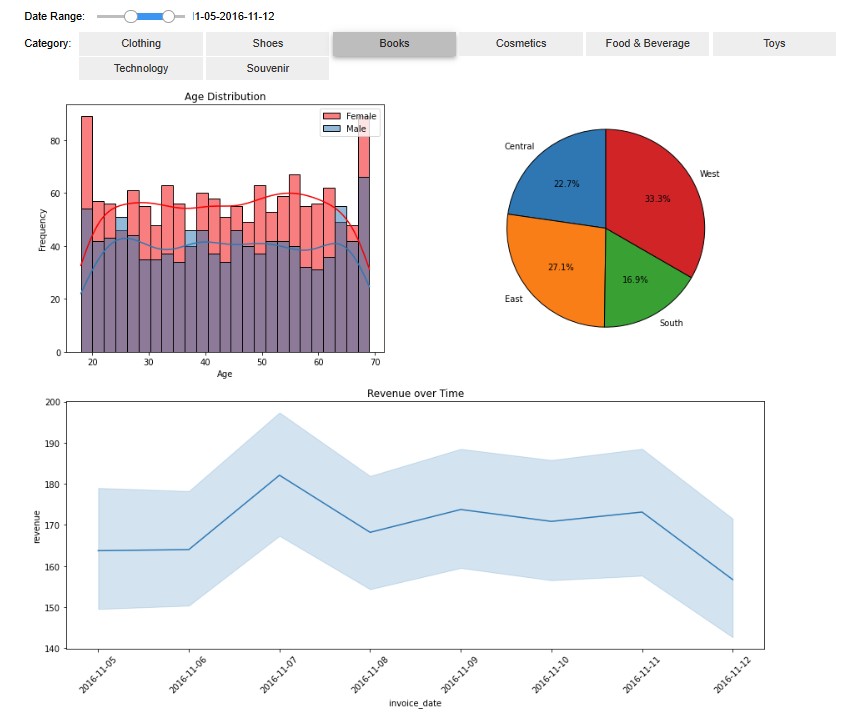 Date Range: 1-05-2016-11-12
Category: Clothing Shoes Books Cosmetics Food & Beverage Toys
Technology Souvenir
Age Distribution
Female
Male
80
60
40
20
0
Frequency
20 30 40 50 60 70
Age
Central
West
22.7%
33.3%
27.1%
16.9%
East
South
Revenue over Time
200
190
180
170
160
150
140
revenue
2016-11-05 2016-11-06 2016-11-07 2016-11-08 2016-11-09 2016-11-10 2016-11-11 2016-11-12
invoice_date